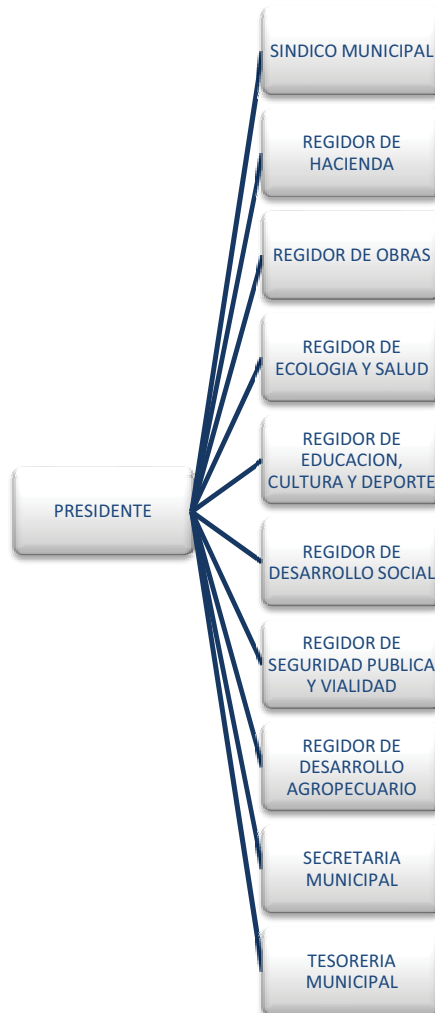 SINDICO MUNICIPAL
REGIDOR DE
HACIENDA
REGIDOR DE OBRAS
REGIDOR DE
ECOLOGIA Y SALUD
REGIDOR DE
EDUCACION,
CULTURA Y DEPORTE
PRESIDENTE
REGIDOR DE
DESARROLLO SOCIAL
REGIDOR DE
SEGURIDAD PUBLICA
Y VIALIDAD
REGIDOR DE
DESARROLLO
AGROPECUARIO
SECRETARIA
MUNICIPAL
TESORERIA
MUNICIPAL